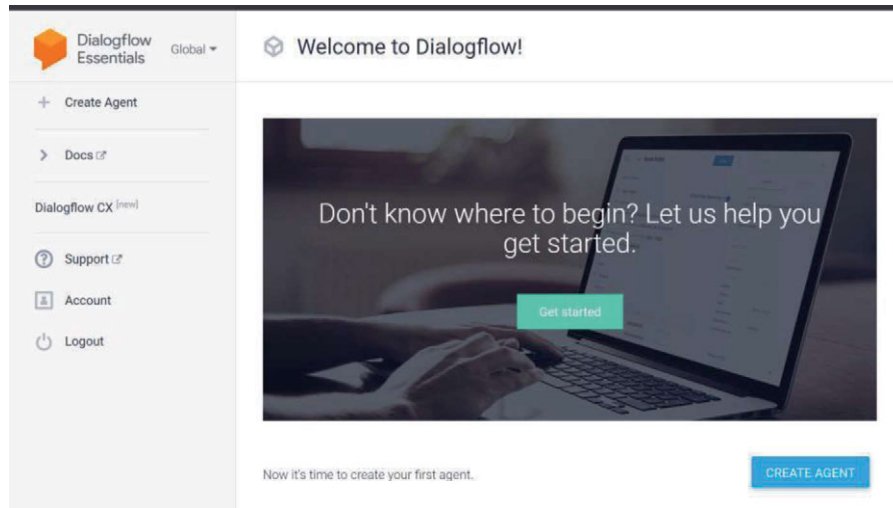 Dialogflow
Essentials
Global
Welcome to Dialogflow!
Create Agent
Docs
Dialogflow CX [new]
Support
Account
Logout
Don't know where to begin? Let us help you
get started.
Get started
Now it's time to create your first agent.
CREATE AGENT